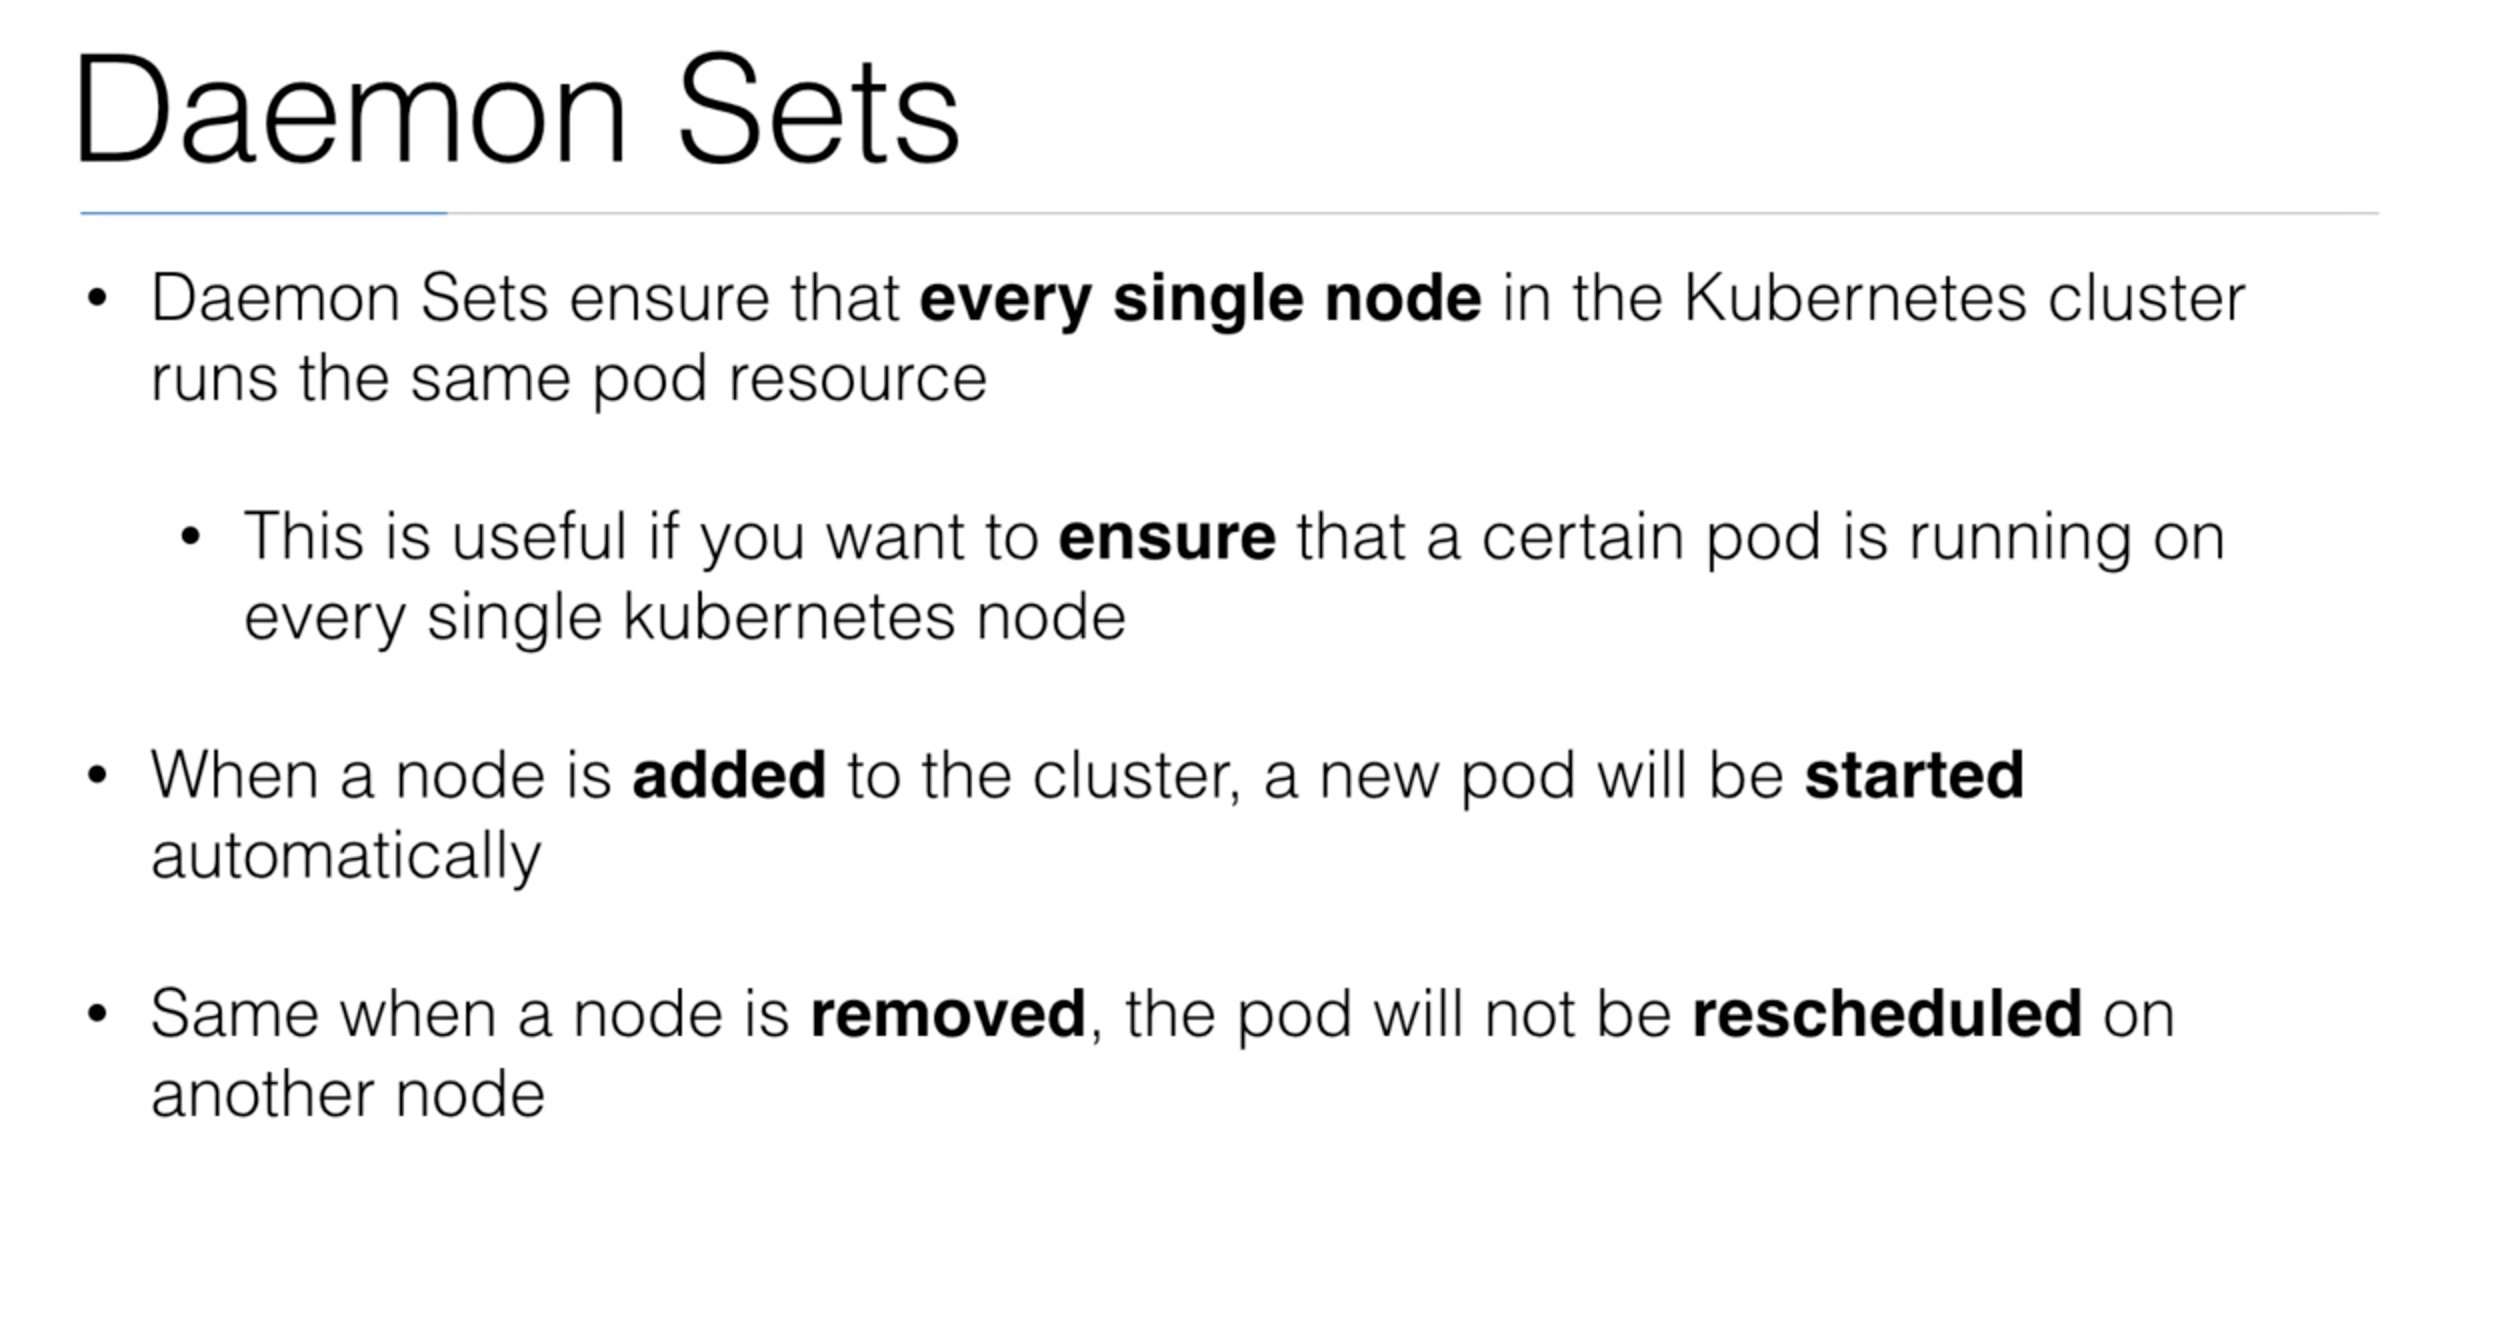 Daemon Sets
• Daemon Sets ensure that every single node in the Kubernetes cluster
runs the same pod resource
• This is useful if you want to ensure that a certain pod is running on
every single kubernetes node
• When a node is added to the cluster, a new pod will be started
automatically
• Same when a node is removed, the pod will not be rescheduled on
another node